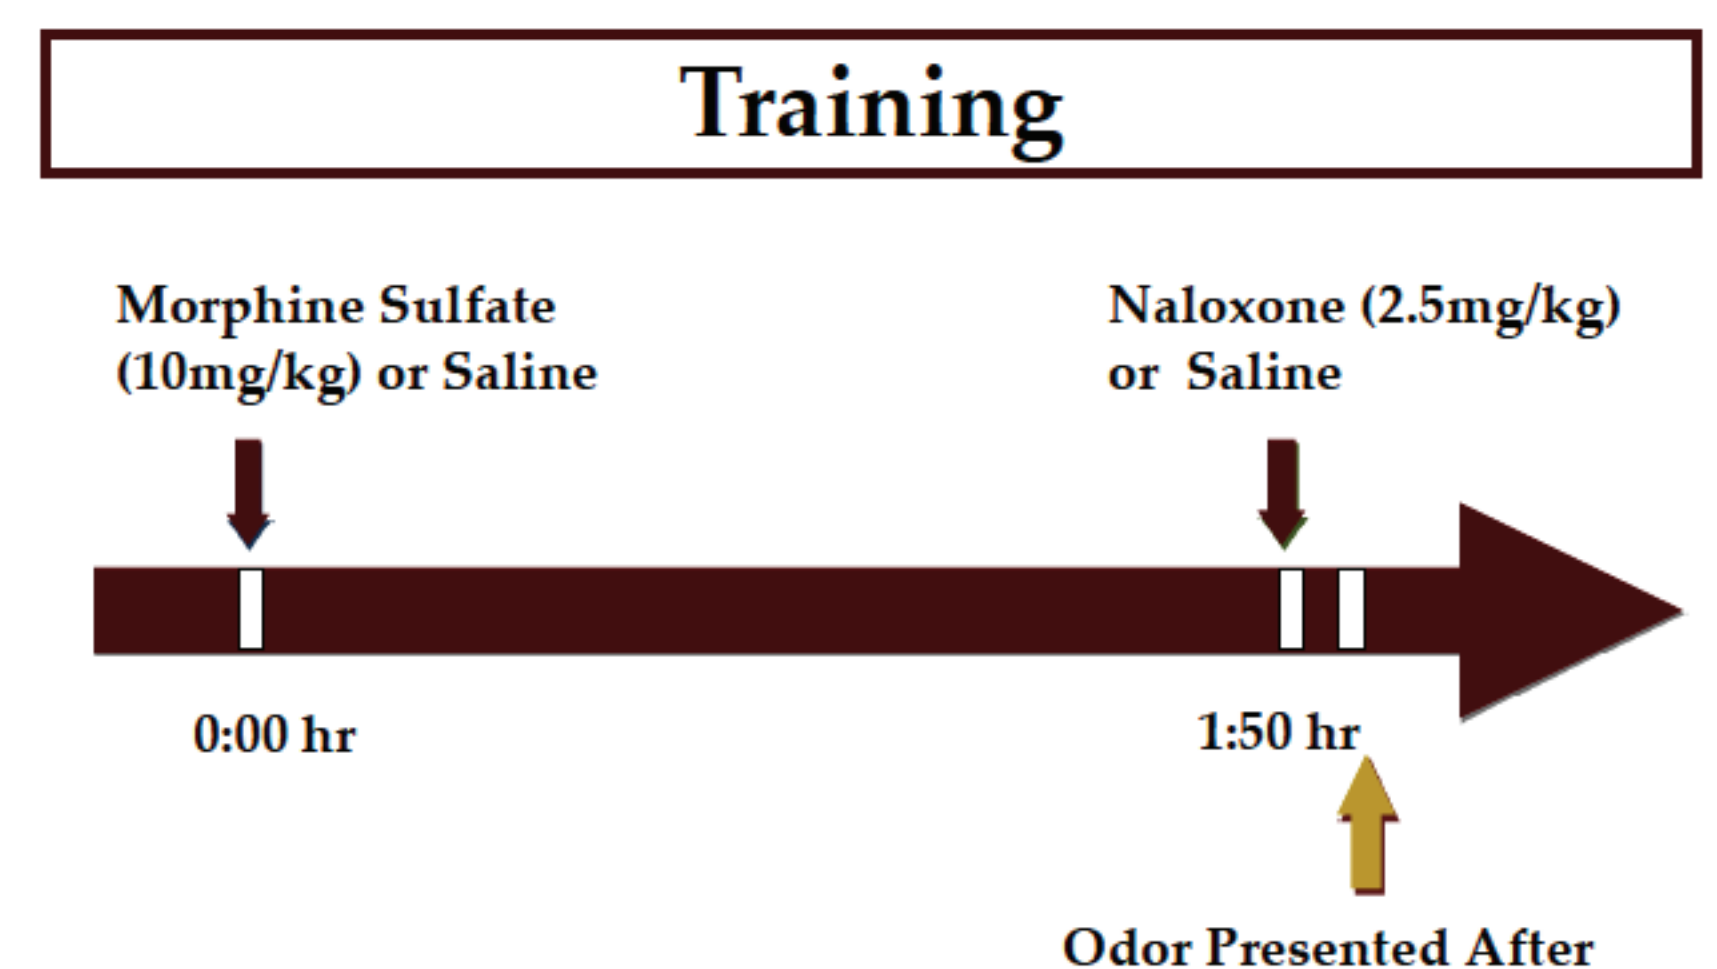 Training
Morphine Sulfate
(10mg/kg) or Saline
Naloxone (2.5mg/kg)
or Saline
0:00 hr
1:50 hr
Odor Presented After